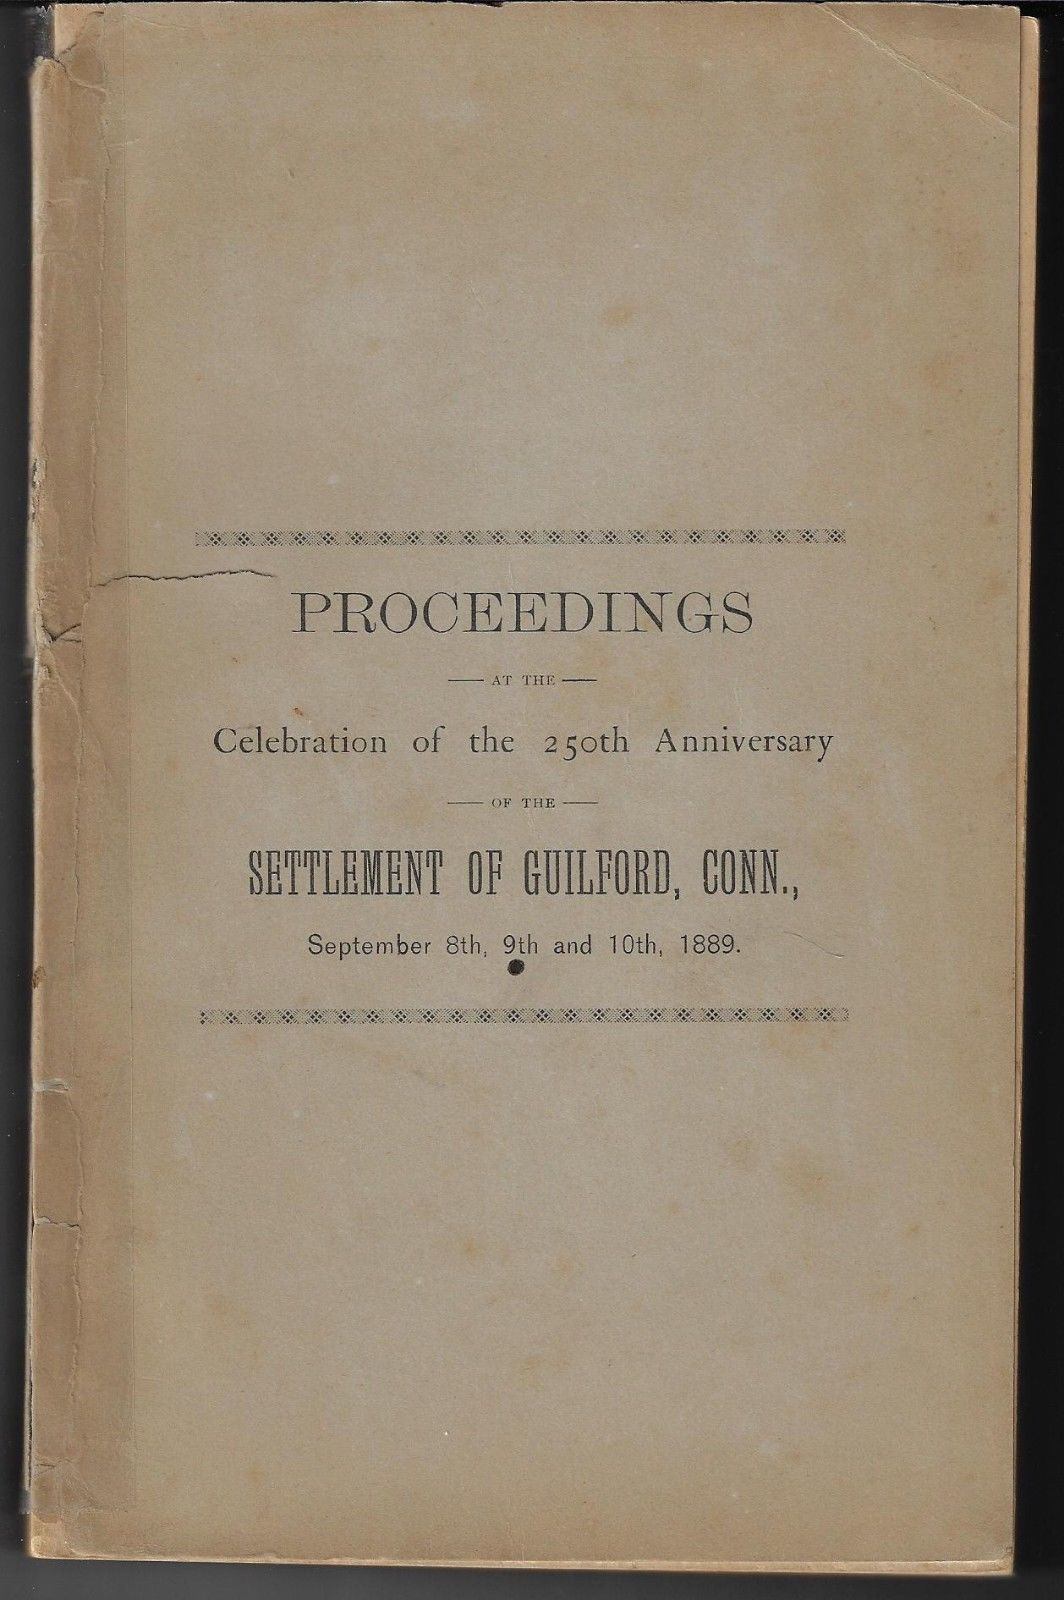 PROCEEDINGS
AT THE
Celebration of the 250th Anniversary
OF THE
SETTLEMENT OF GUILFORD, CONN.,
September 8th, 9th and 10th, 1889.